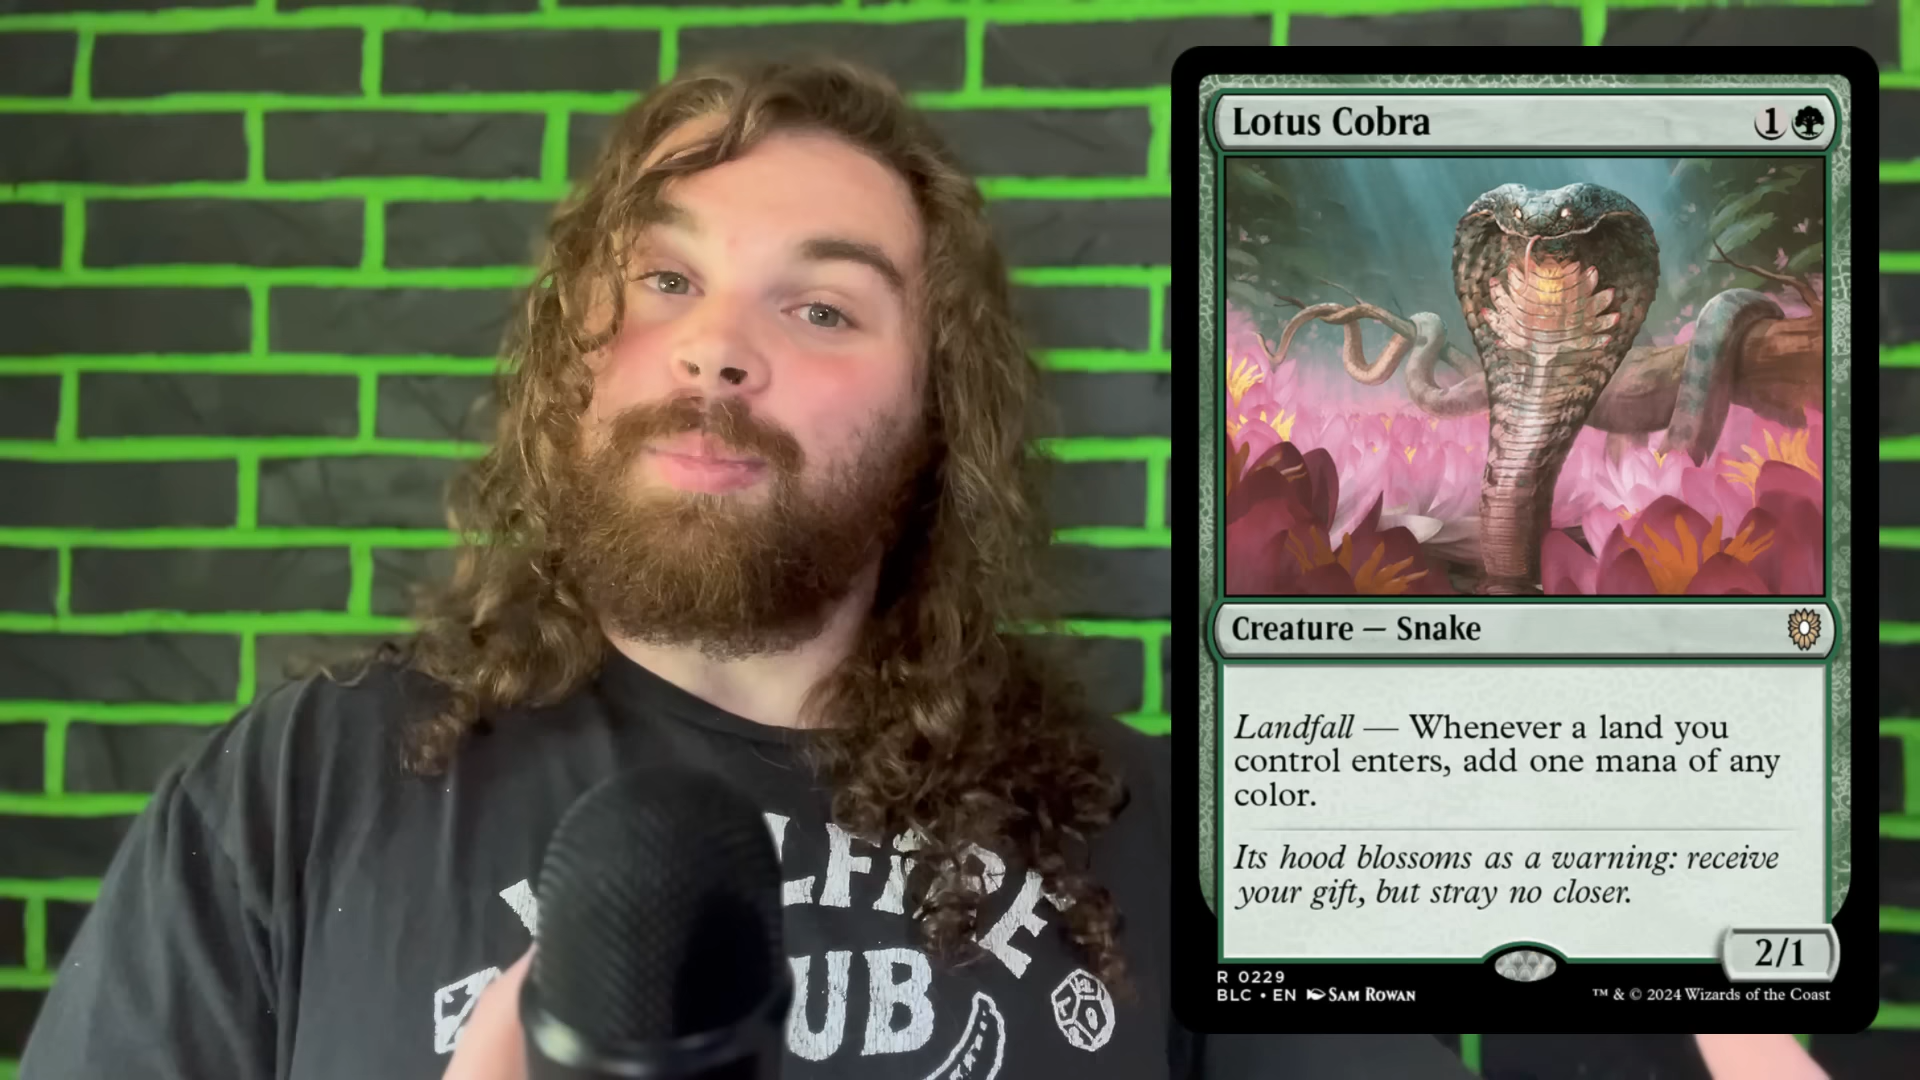 Lotus Cobra
1
Creature — Snake
Landfall — Whenever a land you
control enters, add one mana of any
color.
Its hood blossoms as a warning: receive
your gift, but stray no closer.
2/1
R 0229
BLC • EN Sam Rowan
™ & © 2024 Wizards of the Coast
UB